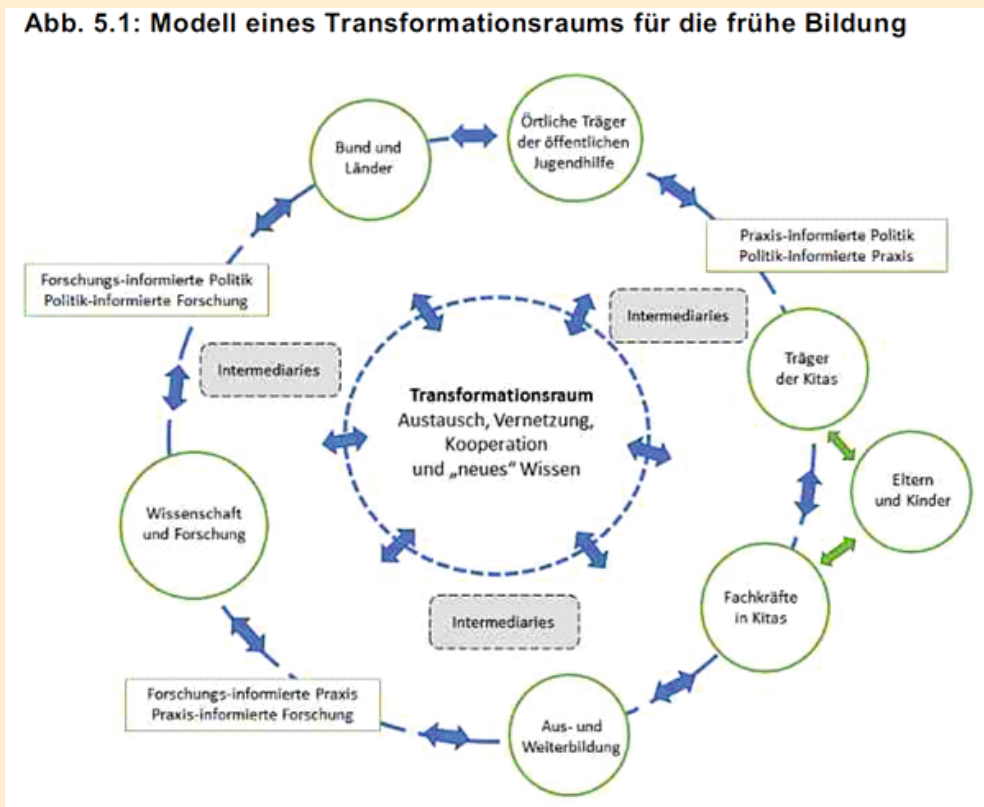 Abb. 5.1: Modell eines Transformationsraums für die frühe Bildung
Bund und
Länder
Örtliche Träger
der öffentlichen
Jugendhilfe
Praxis-informierte Politik
Politik-informierte Praxis
Forschungs-informierte Politik
Politik-informierte Forschung
Intermediaries
Intermediaries
Träger
der Kitas
Transformationsraum
Austausch, Vernetzung,
Kooperation
und „neues“ Wissen
Eltern
und Kinder
Wissenschaft
und Forschung
Fachkräfte
in Kitas
Intermediaries
Forschungs-informierte Praxis
Praxis-informierte Forschung
Aus- und
Weiterbildung